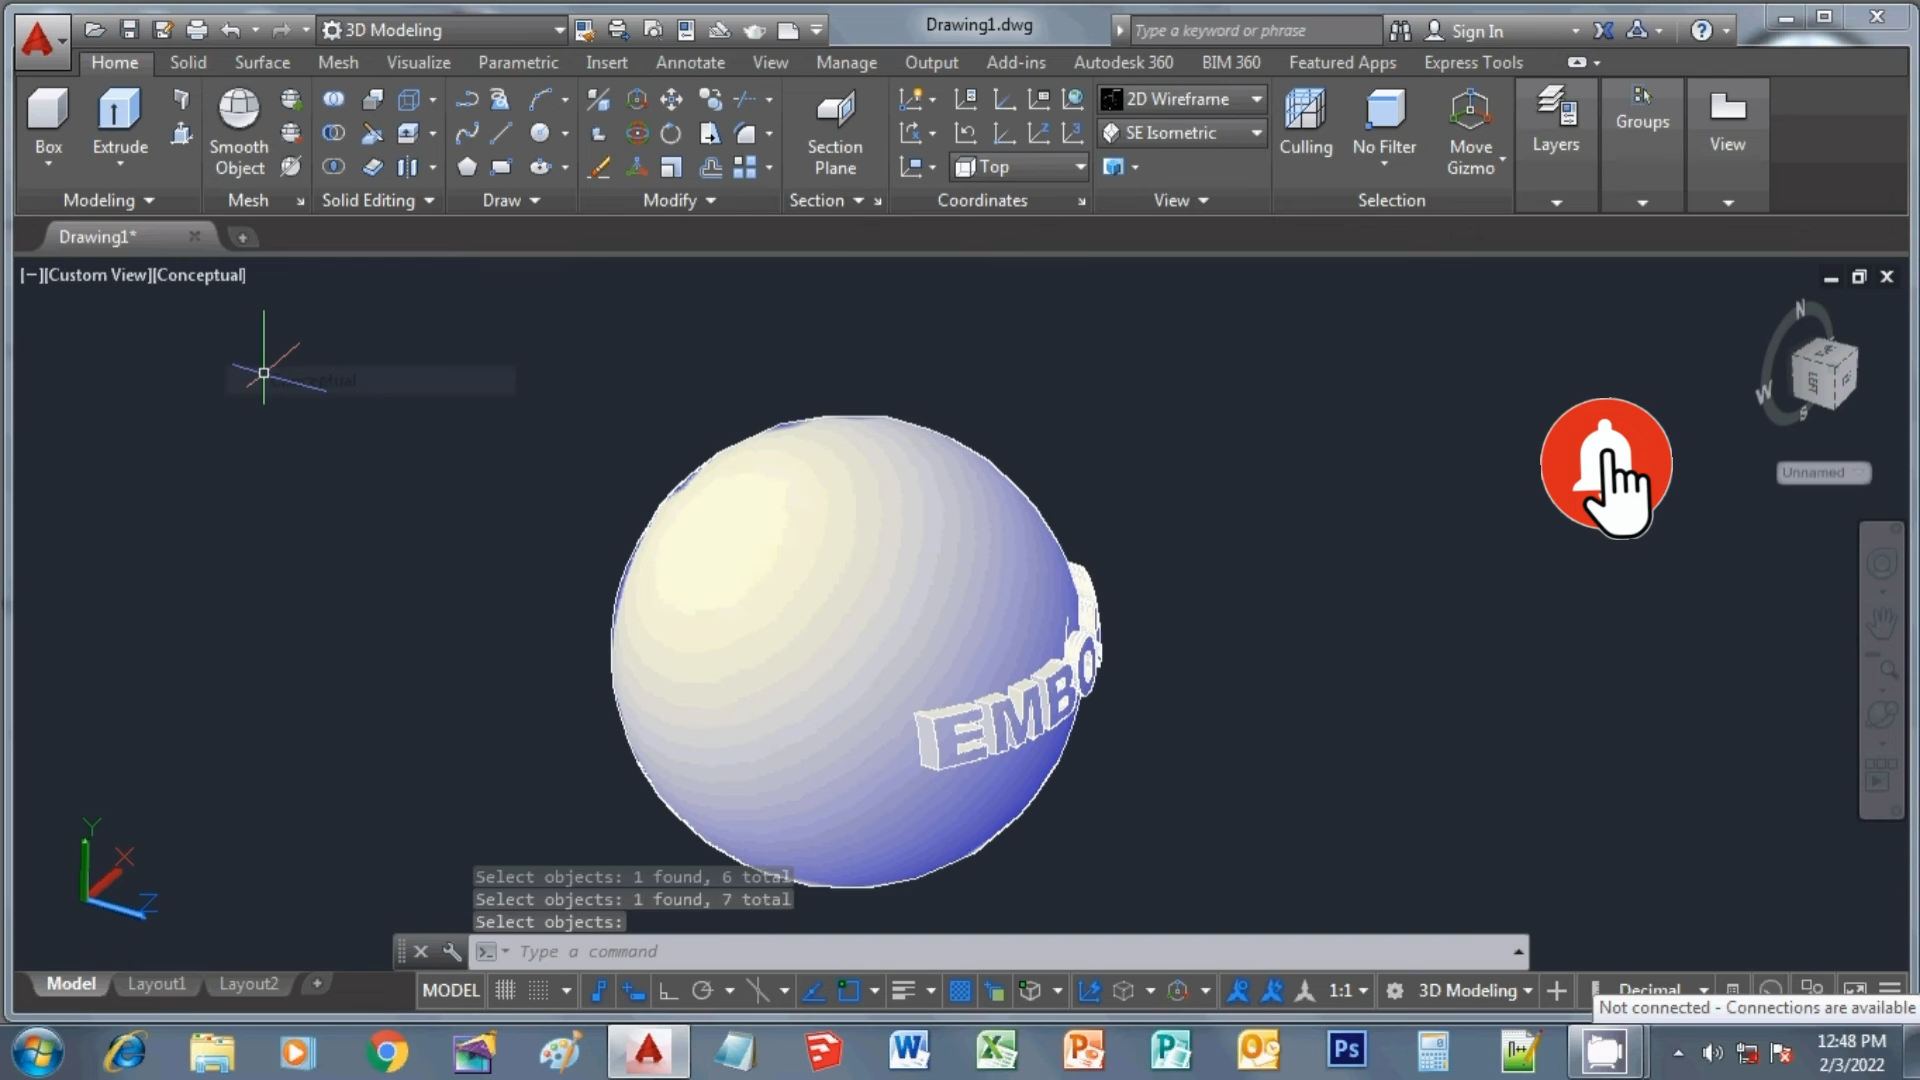 3D Modeling
Drawing1.dwg
Type a keyword or phrase
Sign In
Home
Solid
Surface
Mesh
Visualize
Parametric
Insert
Annotate
View
Manage
Output
Add-ins
Autodesk 360
BIM 360
Featured Apps
Express Tools
Box
Extrude
Smooth
Object
Section
Plane
Top
2D Wireframe
SE Isometric
Culling
No Filter
Move
Gizmo
Layers
Groups
View
Modeling
Mesh
Solid Editing
Draw
Modify
Section
Coordinates
View
Selection
Drawing1*
[−][Custom View][Conceptual]
Conceptual
N
W
S
LEFT
Unnamed
EMBO
Y
X
Z
Select objects: 1 found, 6 total
Select objects: 1 found, 7 total
Select objects:
Type a command
Model
Layout1
Layout2
MODEL
1:1
3D Modeling
Decimal
Not connected - Connections are available
Ps
12:48 PM
2/3/2022